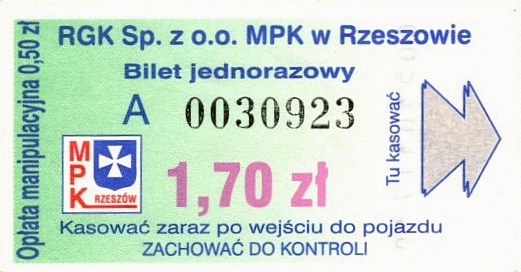 Opłata manipulacyjna 0,50 zł
RGK Sp. z o.o. MPK w Rzeszowie
Bilet jednorazowy
A 0030923
MPK
RZESZÓW
1,70 zł
Tu kasować
Kasować zaraz po wejściu do pojazdu
ZACHOWAĆ DO KONTROLI